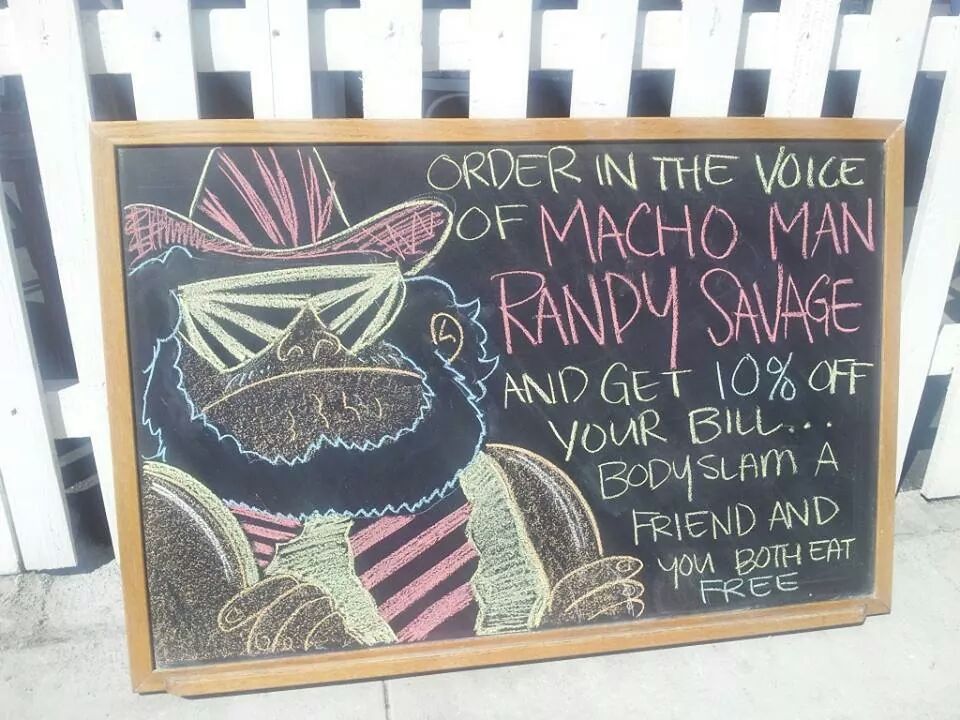 ORDER IN THE VOICE
OF MACHO MAN
RANDY SAVAGE
AND GET 10% OFF
YOUR BILL...
BODYSLAM A
FRIEND AND
YOU BOTH EAT
FREE.